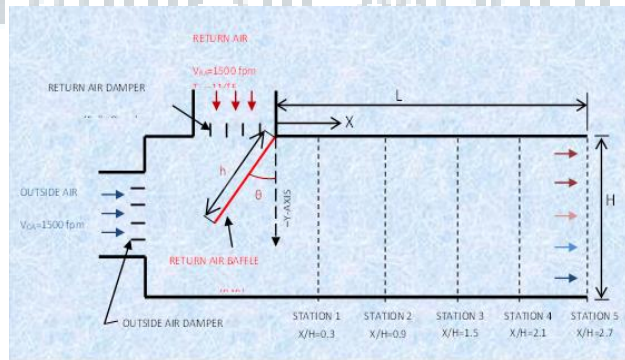 RETURN AIR
VRA=1500 fpm
RETURN AIR DAMPER
L
X
h
θ
H
OUTSIDE AIR
VOA=1500 fpm
-Y-AXIS
RETURN AIR BAFFLE
OUTSIDE AIR DAMPER
STATION 1
STATION 2
STATION 3
STATION 4
STATION 5
X/H=0.3
X/H=0.9
X/H=1.5
X/H=2.1
X/H=2.7